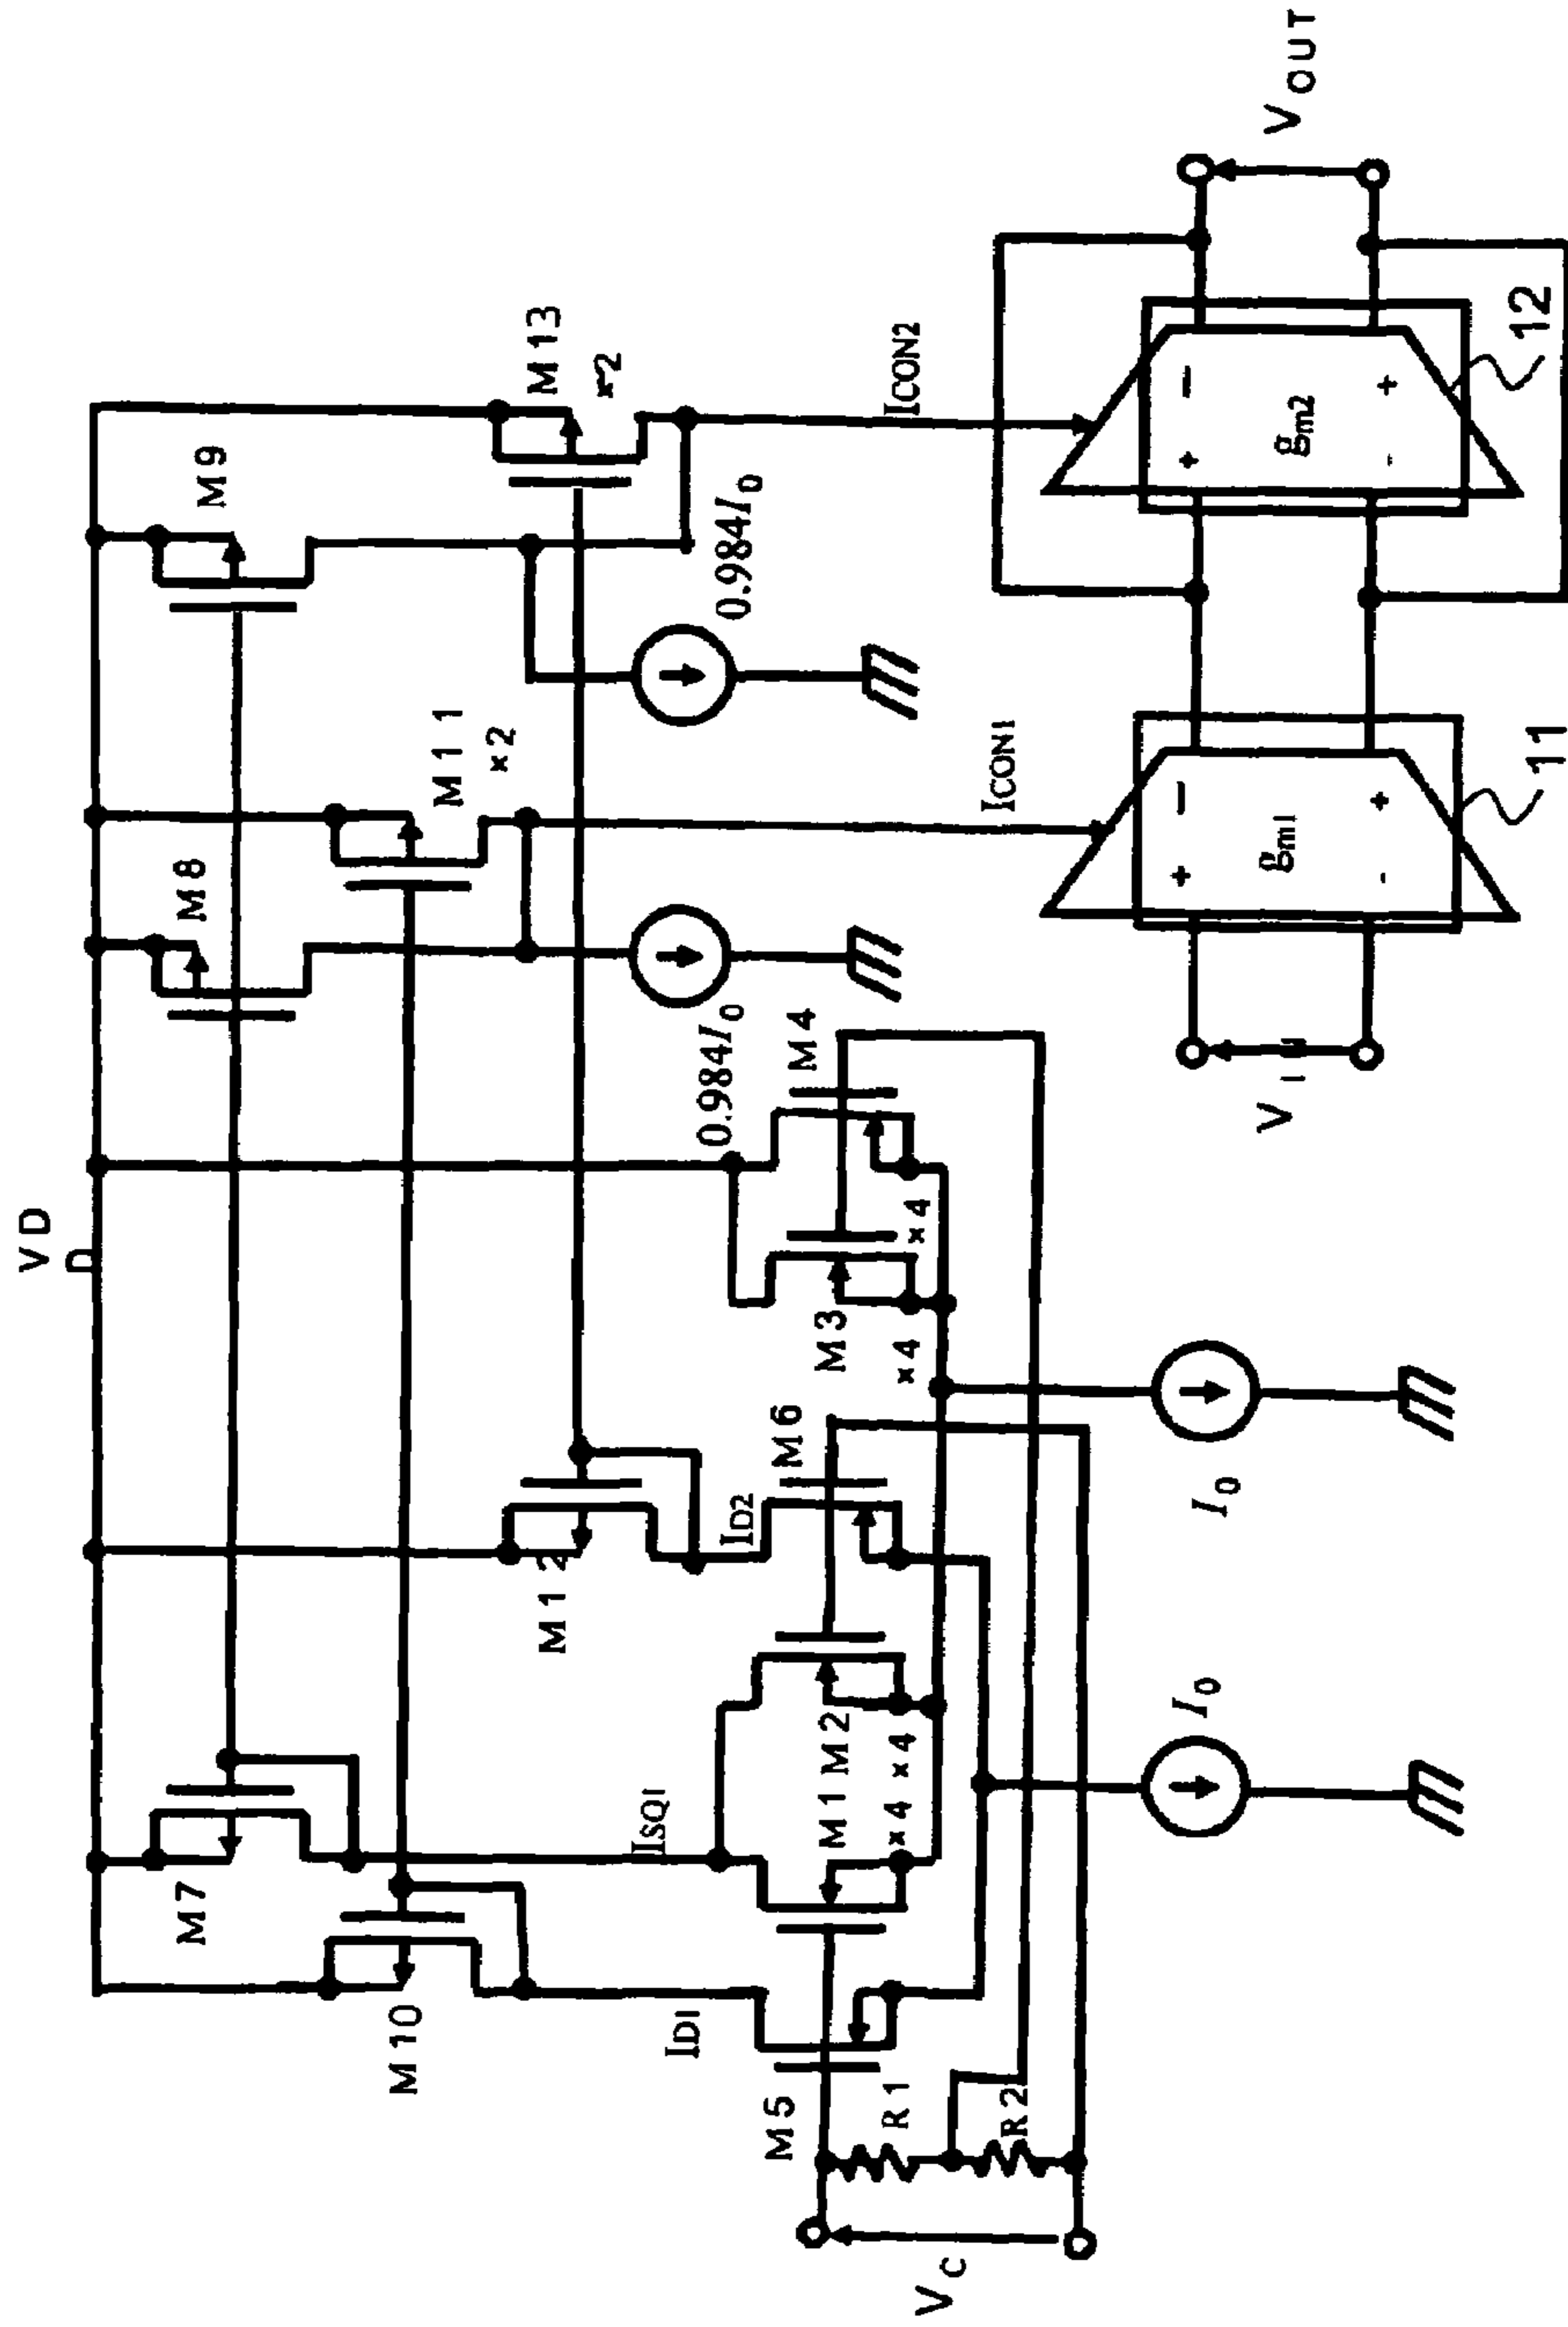 VD
D
M9
M13
×2
M8
M11
×2
0.984I0
0.984I0
ICON2
ICON1
M7
M10
M12
ISQ1
ID1
ID2
M5
M1
M2
×4
×4
M6
M3
M4
×4
×4
R1
R2
VC
I0
I0
VI
+
−
-
+
gm1
11
+
−
-
+
gm2
12
VOUT